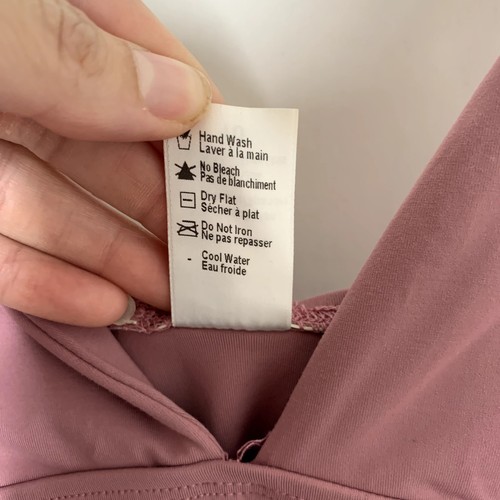 Hand Wash
Laver à la main
No Bleach
Pas de blanchiment
Dry Flat
Sécher à plat
Do Not Iron
Ne pas repasser
- Cool Water
Eau froide